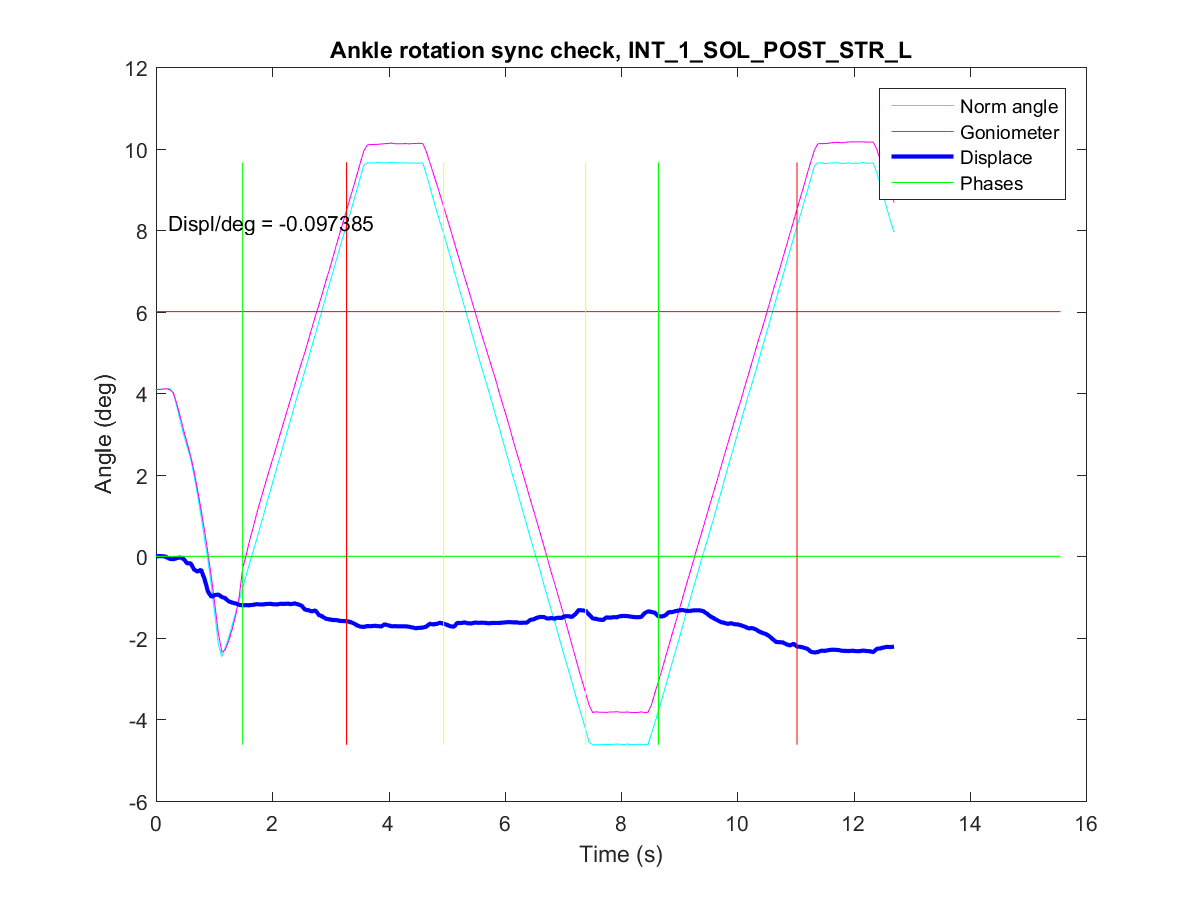 Ankle rotation sync check, INT_1_SOL_POST_STR_L
12
10
8
6
4
2
0
-2
-4
-6
Angle (deg)
Displ/deg = -0.097385
Norm angle
Goniometer
Displace
Phases
0 2 4 6 8 10 12 14 16
Time (s)